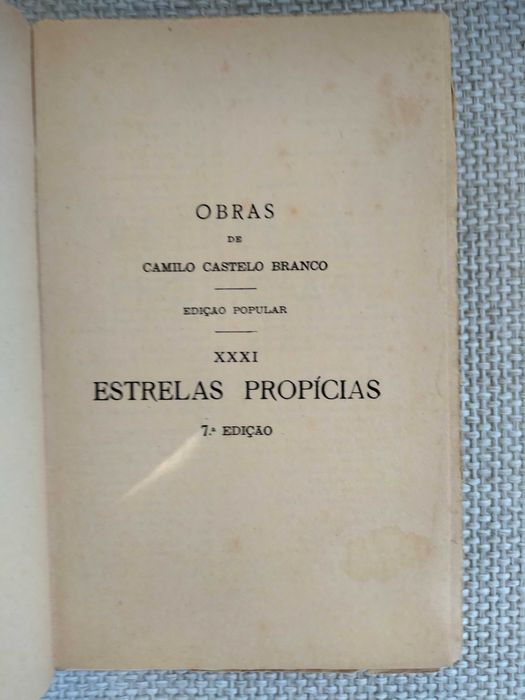 OBRAS
DE
CAMILO CASTELO BRANCO
EDIÇÃO POPULAR
XXXI
ESTRELAS PROPÍCIAS
7.ª EDIÇÃO